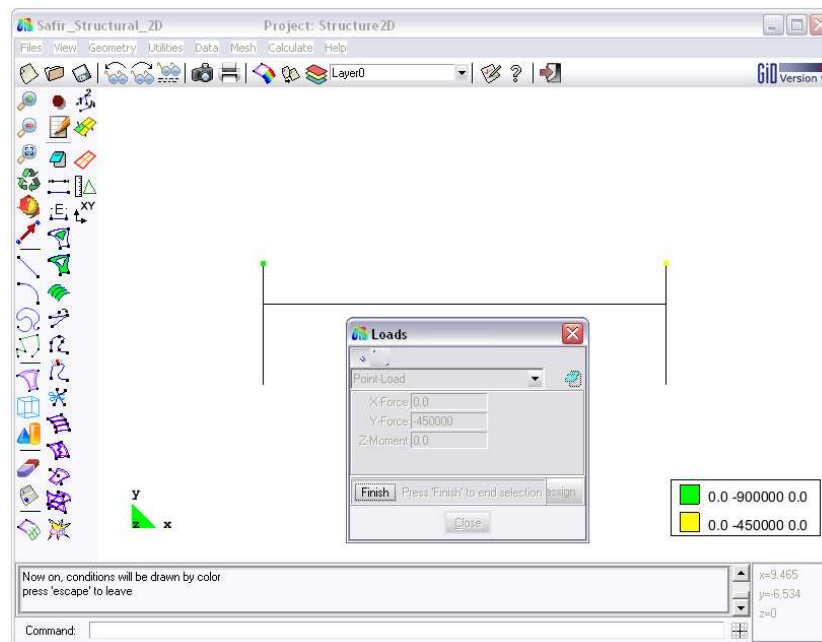 Safir_Structural_2D Project: Structure2D
Files View Geometry Utilities Data Mesh Calculate Help
Layer0
GiD Version
2
E
XY
Loads
Point-Load
X-Force 0.0
Y-Force -450000
Z-Moment 0.0
Finish Press 'Finish' to end selection assign
Close
y
z x
0.0 -900000 0.0
0.0 -450000 0.0
Now on, conditions will be drawn by color
press 'escape' to leave
x=9.465
y=-6.534
z=0
Command: